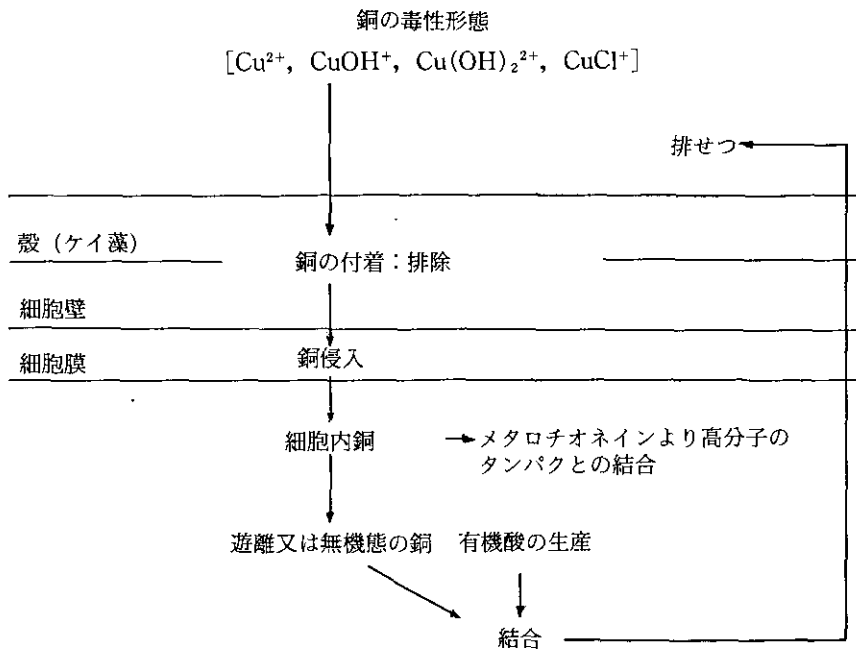 銅の毒性形態
[Cu²⁺, CuOH⁺, Cu(OH)₂²⁺, CuCl⁺]
排せつ
殻（ケイ藻）
銅の付着：排除
細胞壁
細胞膜
銅侵入
細胞内銅
メタロチオネインより高分子の
タンパクとの結合
遊離又は無機態の銅 有機酸の生産
結合